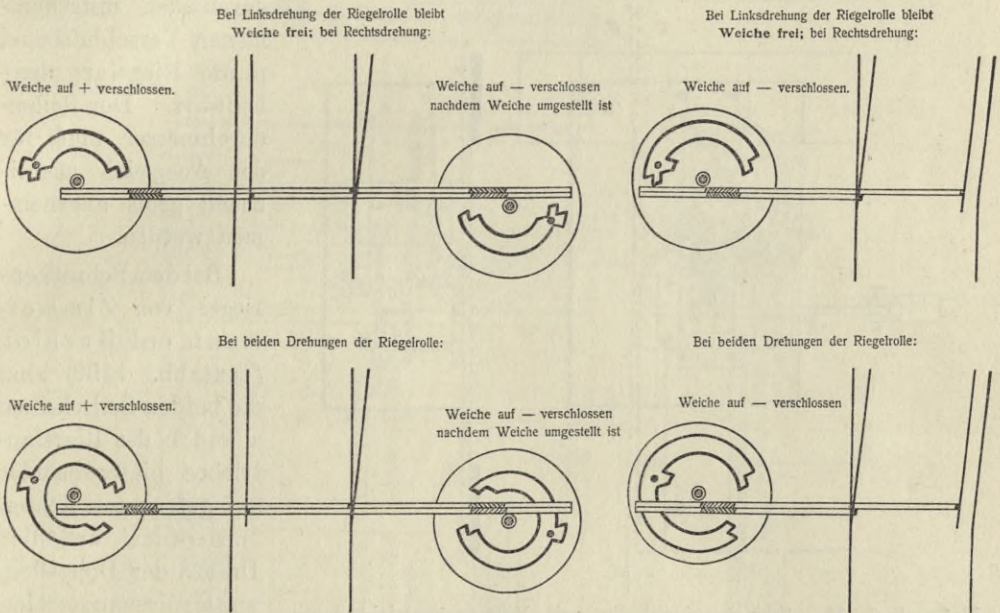 Bei Linksdrehung der Riegelrolle bleibt
Weiche frei; bei Rechtsdrehung:
Weiche auf + verschlossen.
Weiche auf — verschlossen
nachdem Weiche umgestellt ist
Bei Linksdrehung der Riegelrolle bleibt
Weiche frei; bei Rechtsdrehung:
Weiche auf — verschlossen.
Bei beiden Drehungen der Riegelrolle:
Weiche auf + verschlossen.
Weiche auf — verschlossen
nachdem Weiche umgestellt ist
Bei beiden Drehungen der Riegelrolle:
Weiche auf — verschlossen